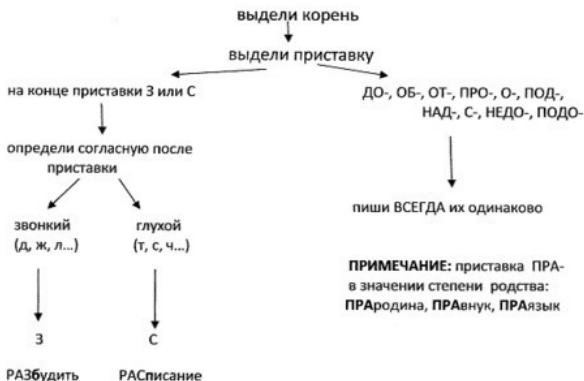 выдели корень
выдели приставку
на конце приставки З или С
определи согласную после
приставки
звонкий
(д, ж, л...)
глухой
(т, с, ч...)
З
С
РАЗбудить
РАСписание
ДО-, ОБ-, ОТ-, ПРО-, О-, ПОД-,
НАД-, С-, НЕДО-, ПОДО-
пиши ВСЕГДА их одинаково
ПРИМЕЧАНИЕ: приставка ПРА-
в значении степени родства:
ПРАродина, ПРАвнук, ПРАязык